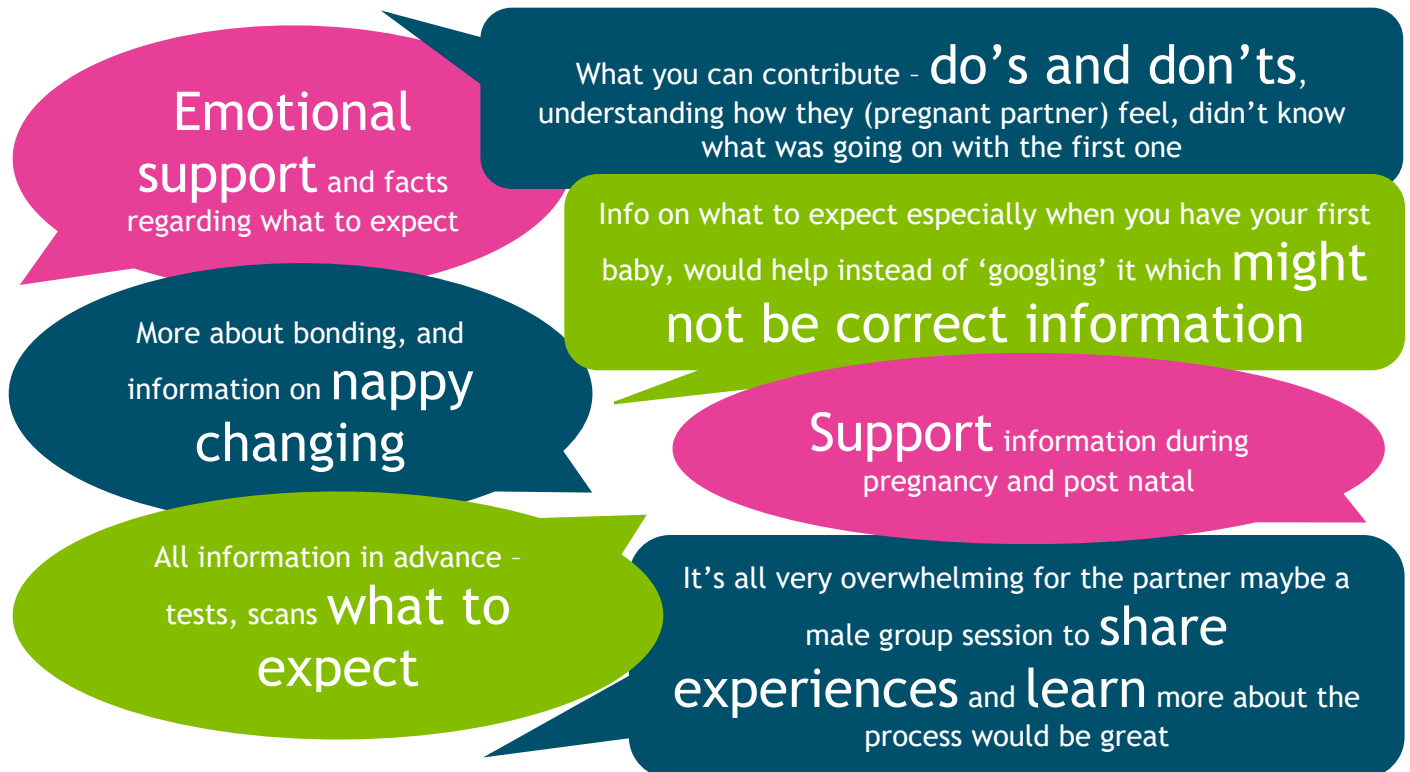 Emotional
support and facts
regarding what to expect
What you can contribute – do’s and don’ts,
understanding how they (pregnant partner) feel, didn’t know
what was going on with the first one
Info on what to expect especially when you have your first
baby, would help instead of ‘googling’ it which might
not be correct information
More about bonding, and
information on nappy
changing
Support information during
pregnancy and post natal
All information in advance –
tests, scans what to
expect
It’s all very overwhelming for the partner maybe a
male group session to share
experiences and learn more about the
process would be great